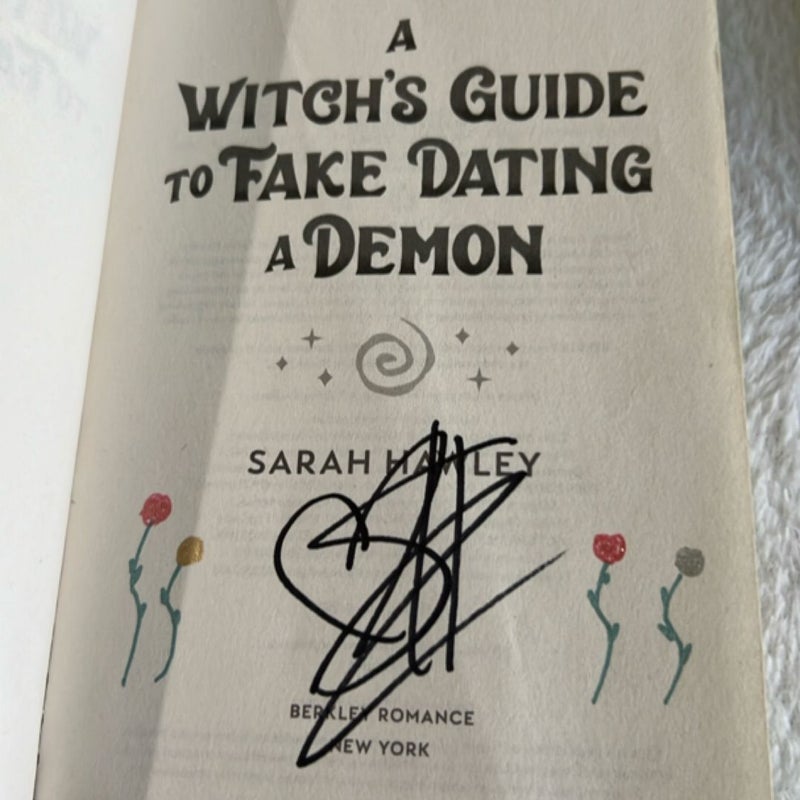 A
WITCH'S GUIDE
TO FAKE DATING
A DEMON
SARAH HAWLEY
BERKLEY ROMANCE
NEW YORK